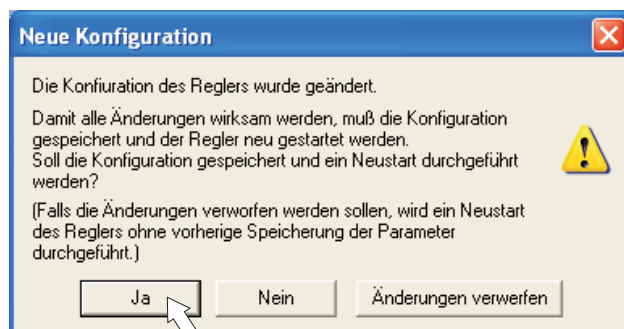 Neue Konfiguration
Die Konfiuration des Reglers wurde geändert.
Damit alle Änderungen wirksam werden, muß die Konfiguration
gespeichert und der Regler neu gestartet werden.
Soll die Konfiguration gespeichert und ein Neustart durchgeführt
werden?
(Falls die Änderungen verworfen werden sollen, wird ein Neustart
des Reglers ohne vorherige Speicherung der Parameter
durchgeführt.)
Ja Nein Änderungen verwerfen